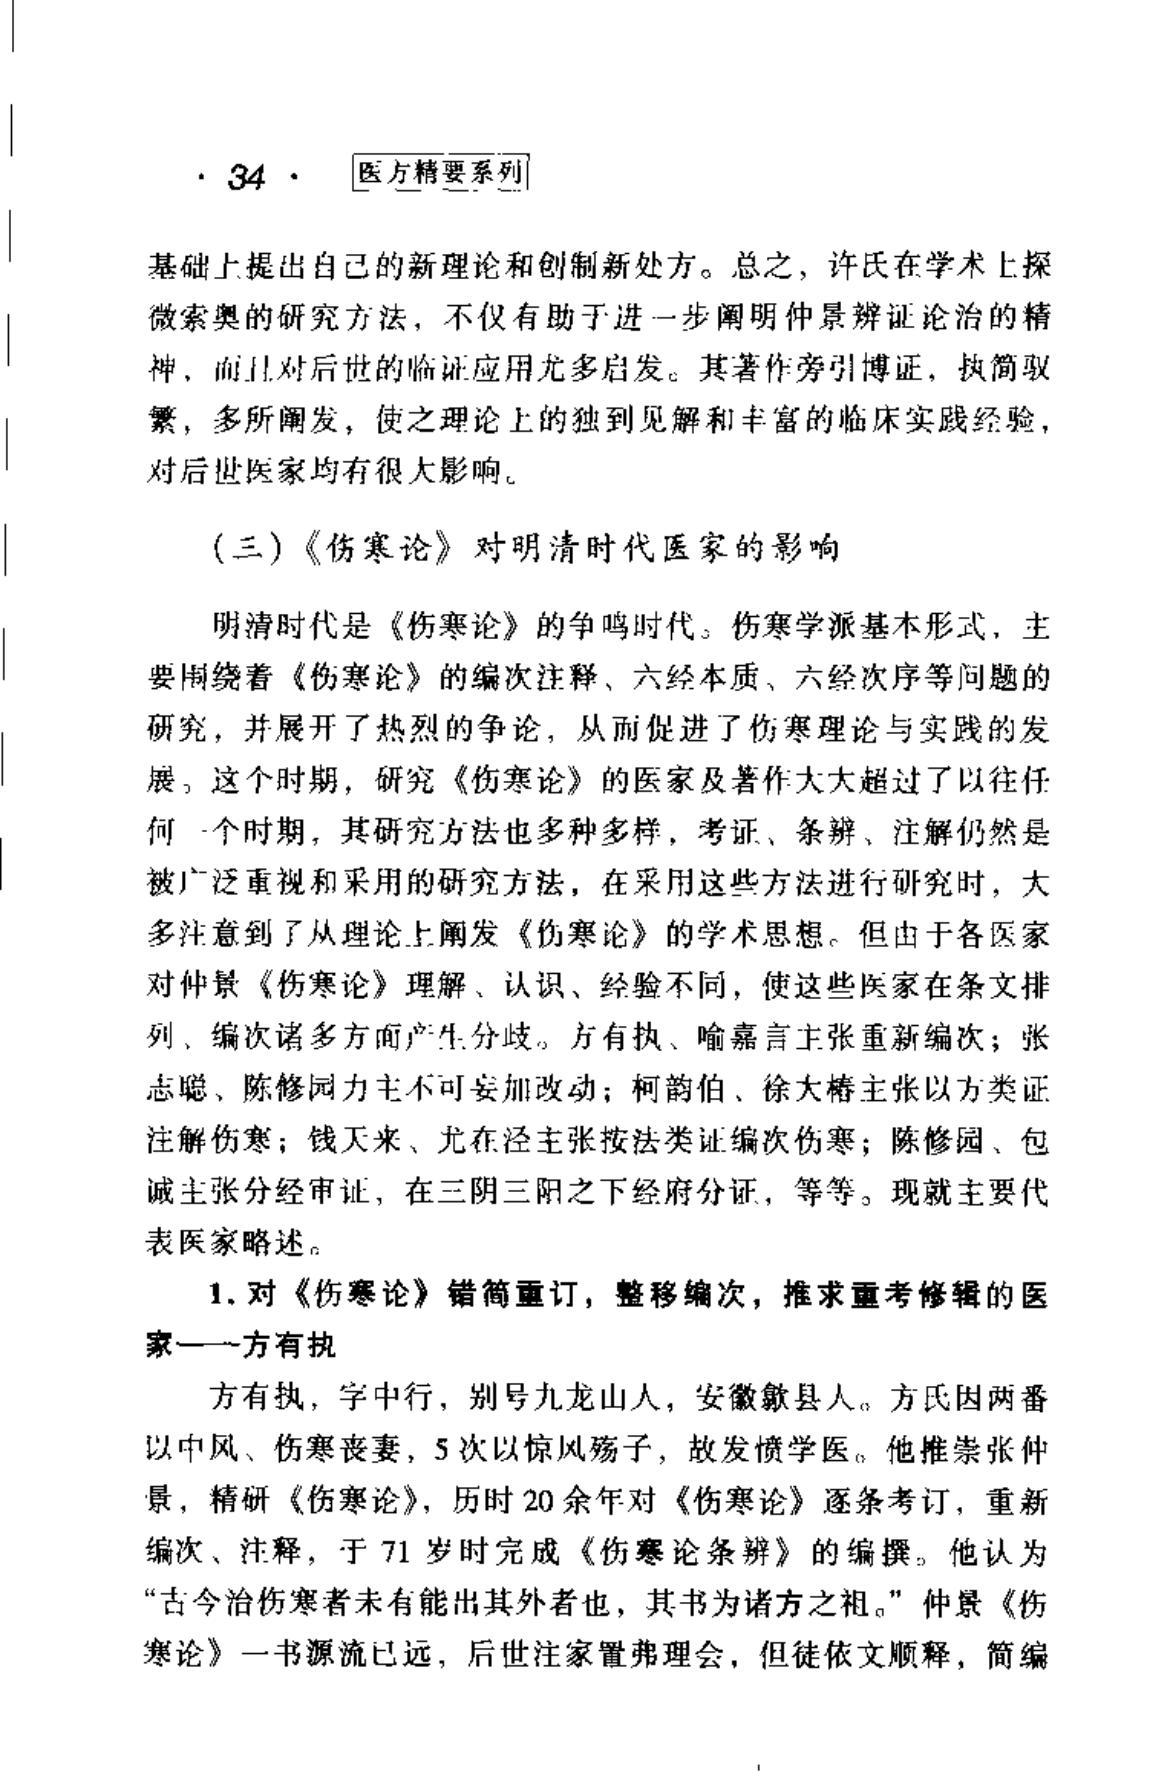 · 34 · 医方精要系列
基础上提出自己的新理论和创制新处方。总之，许氏在学术上探
微索奥的研究方法，不仅有助于进一步阐明仲景辨证论治的精
神，而且对后世的临证应用尤多启发。其著作旁引博证，执简驭
繁，多所阐发，使之理论上的独到见解和丰富的临床实践经验，
对后世医家均有很大影响。
(三)《伤寒论》对明清时代医家的影响
明清时代是《伤寒论》的争鸣时代。伤寒学派基本形式，主
要围绕着《伤寒论》的编次注释、六经本质、六经次序等问题的
研究，并展开了热烈的争论，从而促进了伤寒理论与实践的发
展。这个时期，研究《伤寒论》的医家及著作大大超过了以往任
何一个时期，其研究方法也多种多样，考证、条辨、注解仍然是
被广泛重视和采用的研究方法，在采用这些方法进行研究时，大
多注意到了从理论上阐发《伤寒论》的学术思想。但由于各医家
对仲景《伤寒论》理解、认识、经验不同，使这些医家在条文排
列、编次诸多方面产生分歧。方有执、喻嘉言主张重新编次；张
志聪、陈修园力主不可妄加改动；柯韵伯、徐大椿主张以方类证
注解伤寒；钱天来、尤在泾主张按法类证编次伤寒；陈修园、包
诚主张分经审证，在三阴三阳之下经府分证，等等。现就主要代
表医家略述。
1. 对《伤寒论》错简重订，整移编次，推求重考修辑的医
家——方有执
方有执，字中行，别号九龙山人，安徽歙县人。方氏因两番
以中风、伤寒丧妻，5 次以惊风殇子，故发愤学医。他推崇张仲
景，精研《伤寒论》，历时 20 余年对《伤寒论》逐条考订，重新
编次、注释，于 71 岁时完成《伤寒论条辨》的编撰。他认为
“古今治伤寒者未有能出其外者也，其书为诸方之祖。”仲景《伤
寒论》一书源流已远，后世注家置弗理会，但徒依文顺释，简编